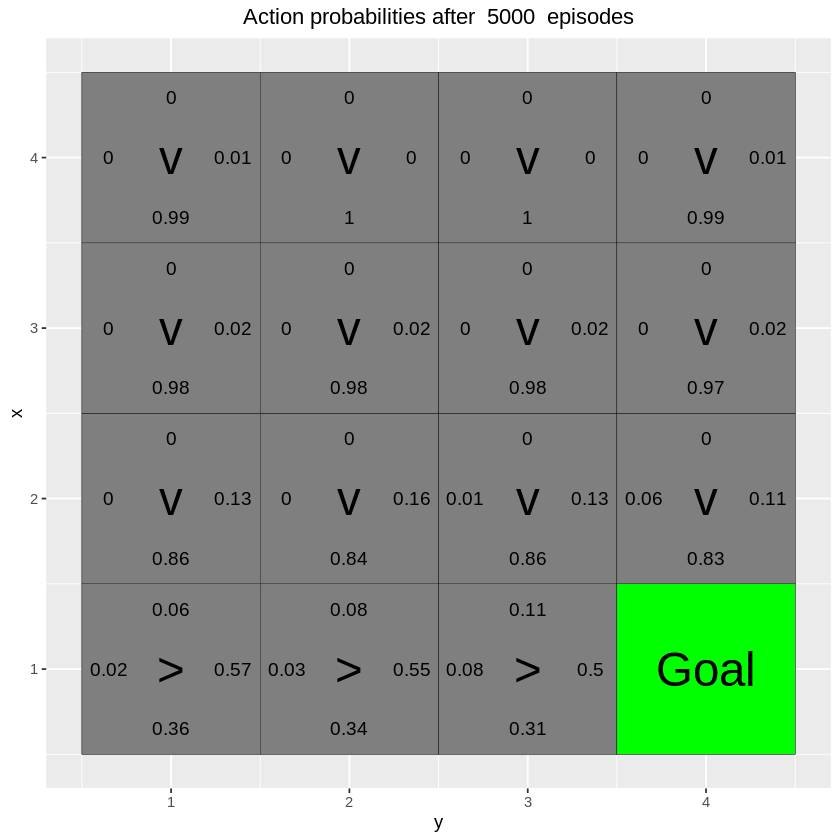 Action probabilities after  5000  episodes
0 0 0 0
4 0 v 0.01 0 v 0 0 v 0 0 v 0.01
0.99 1 1 0.99
0 0 0 0
3 0 v 0.02 0 v 0.02 0 v 0.02 0 v 0.02
0.98 0.98 0.98 0.97
x
0 0 0
0
2 0 v 0.13 0 v 0.16 0.01 v 0.13 0.06 v 0.11
0.86 0.84 0.86 0.83
0.06 0.08 0.11
1 0.02 > 0.57 0.03 > 0.55 0.08 > 0.5 Goal
0.36 0.34 0.31
1 2 3 4
y